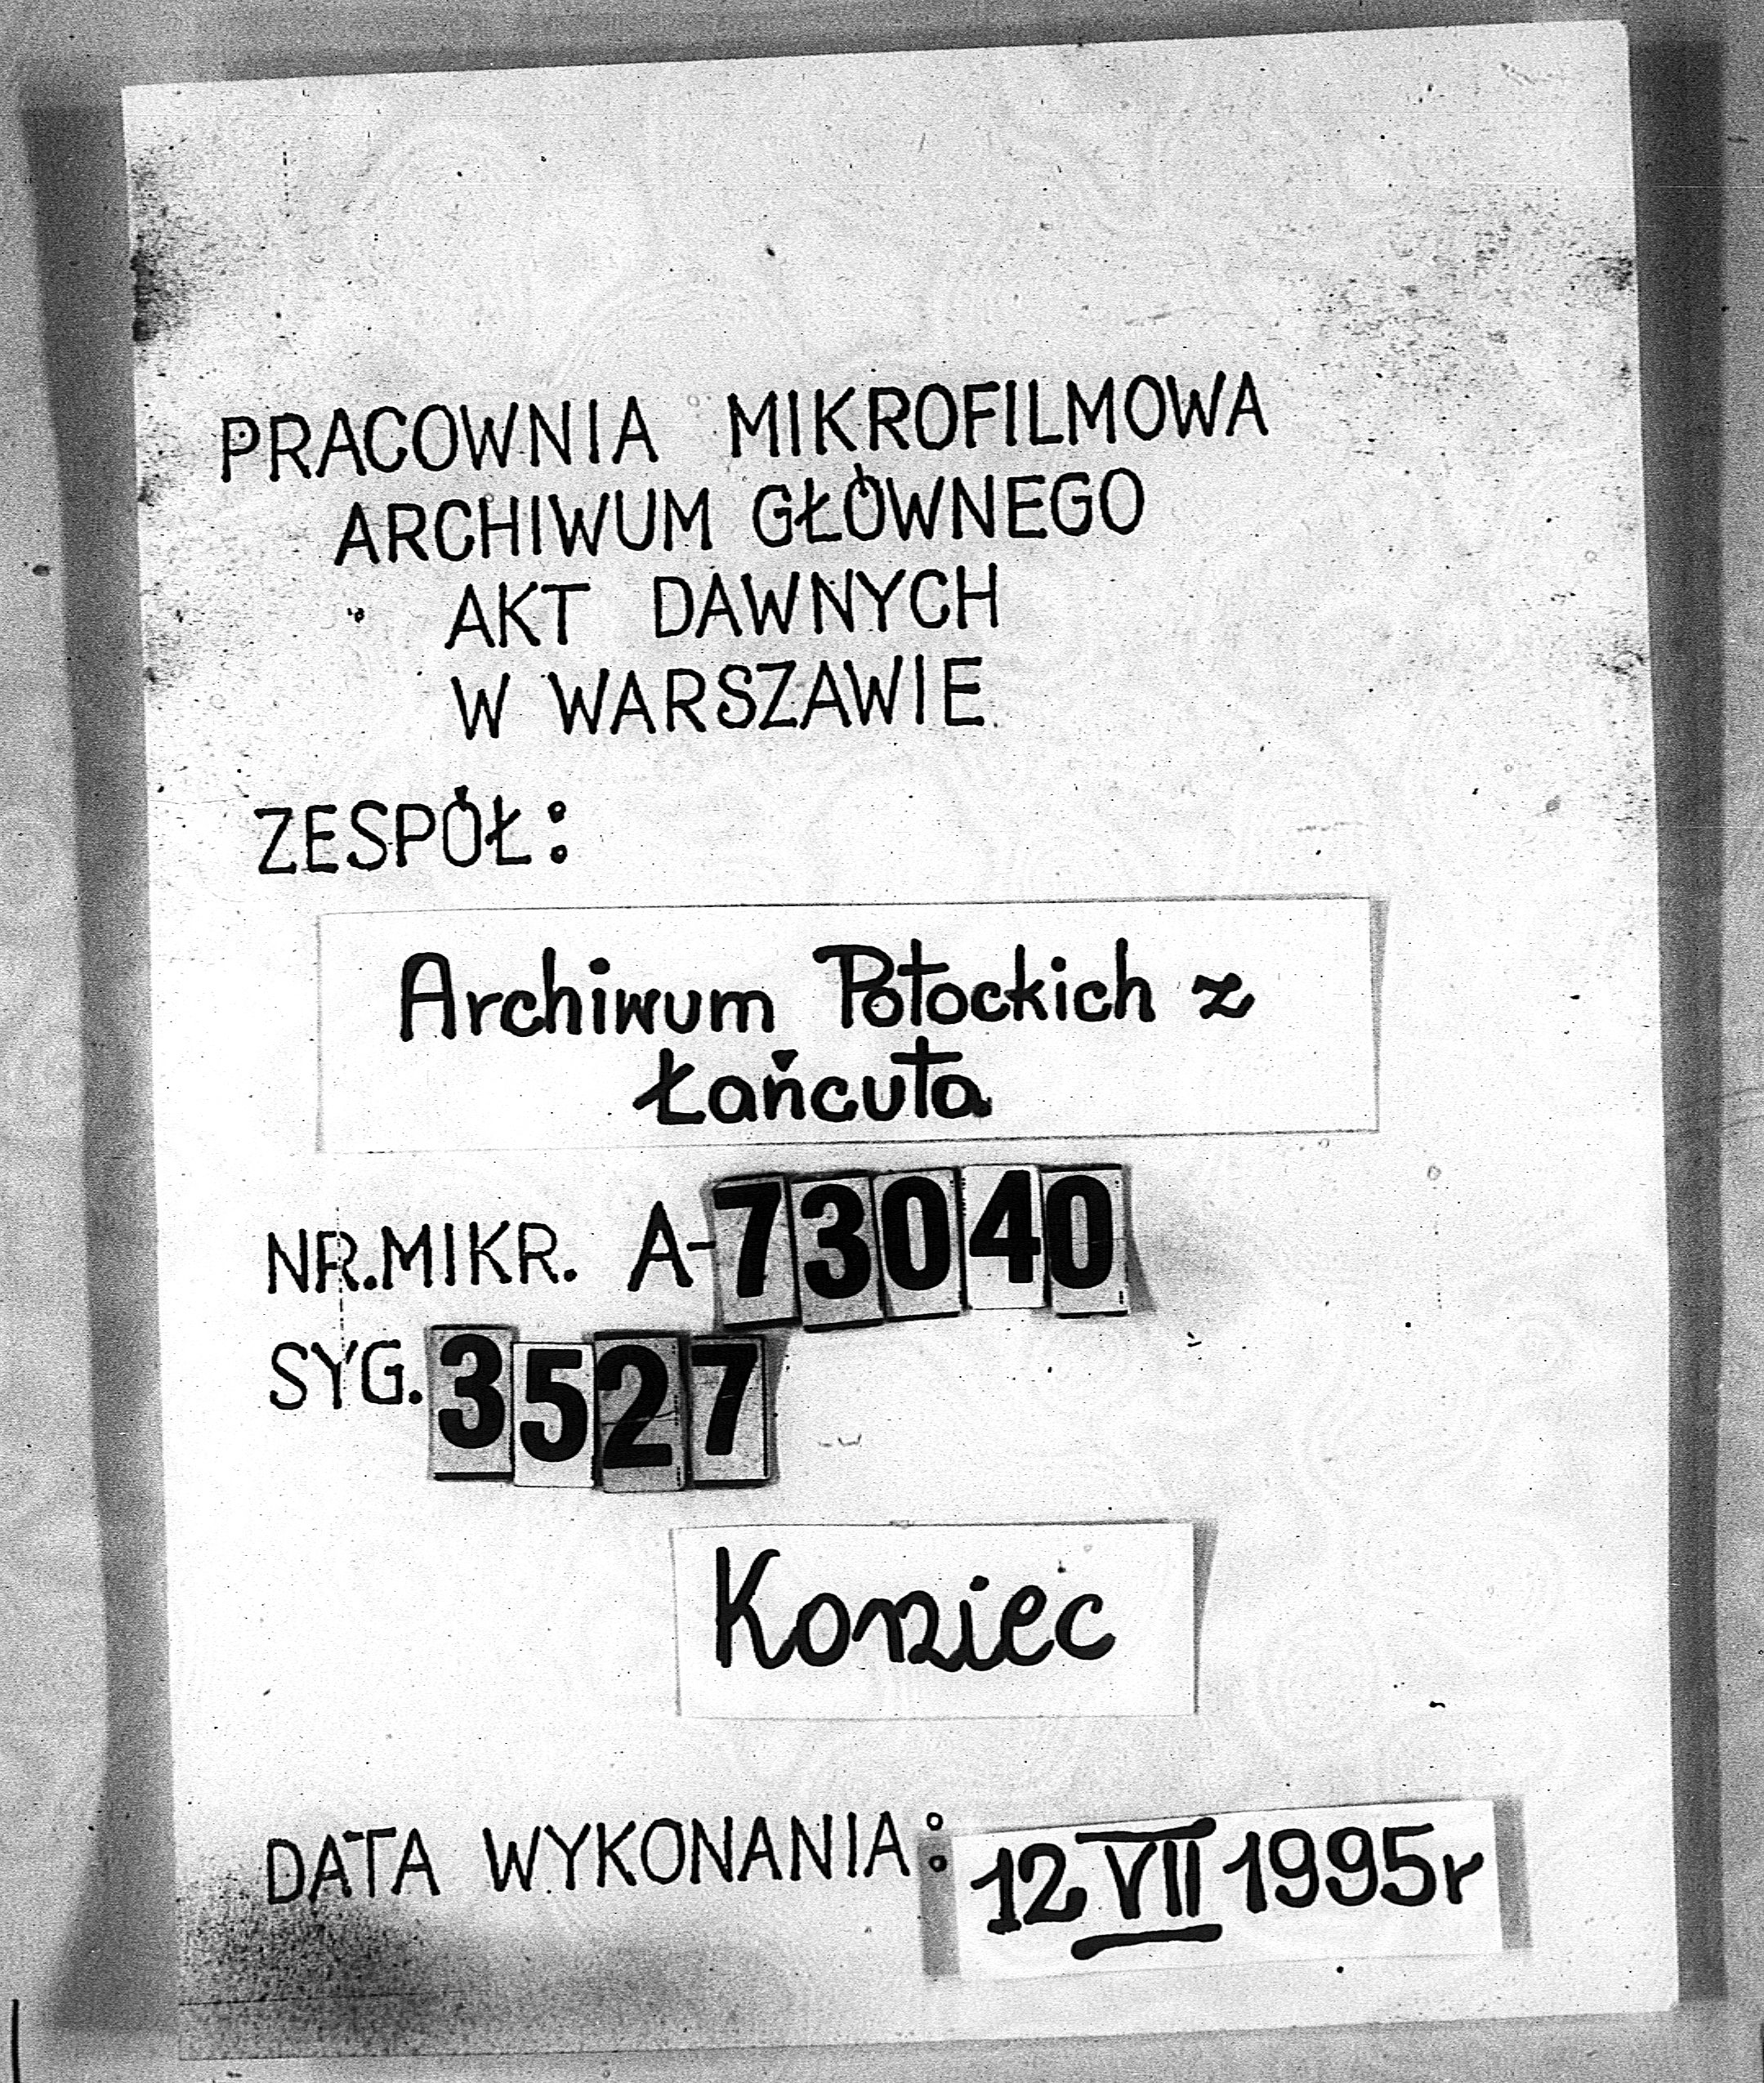 PRACOWNIA MIKROFILMOWA
ARCHIWUM GŁÓWNEGO
AKT DAWNYCH
W WARSZAWIE
ZESPÓŁ:
Archiwum Potockich z
Łańcuta
NR.MIKR. A-73040
SYG. 3527
Koniec
DATA WYKONANIA: 12 VII 1995r